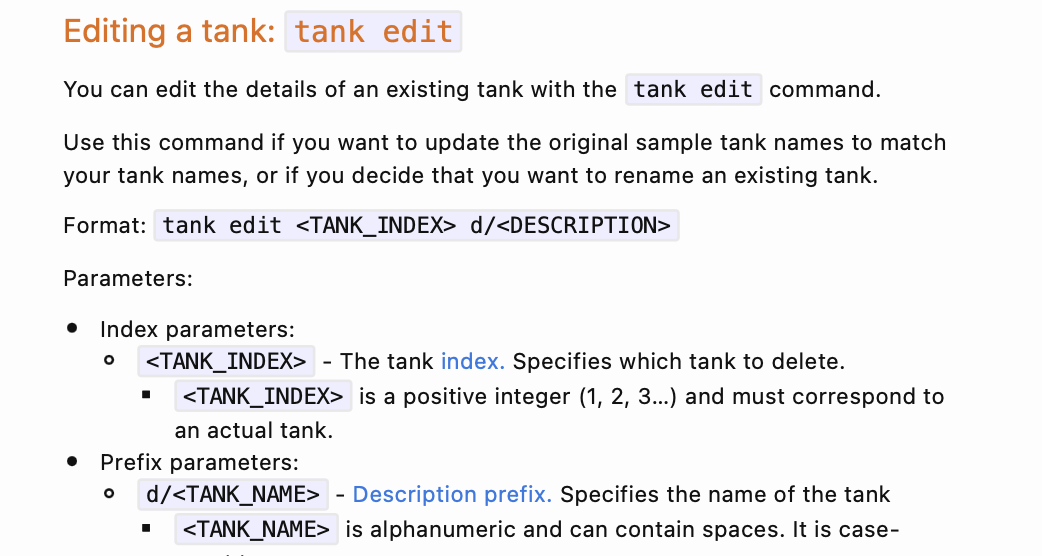 Editing a tank: tank edit
You can edit the details of an existing tank with the tank edit command.
Use this command if you want to update the original sample tank names to match
your tank names, or if you decide that you want to rename an existing tank.
Format: tank edit <TANK_INDEX> d/<DESCRIPTION>
Parameters:
Index parameters:
<TANK_INDEX> - The tank index. Specifies which tank to delete.
<TANK_INDEX> is a positive integer (1, 2, 3…) and must correspond to
an actual tank.
Prefix parameters:
d/<TANK_NAME> - Description prefix. Specifies the name of the tank
<TANK_NAME> is alphanumeric and can contain spaces. It is case-